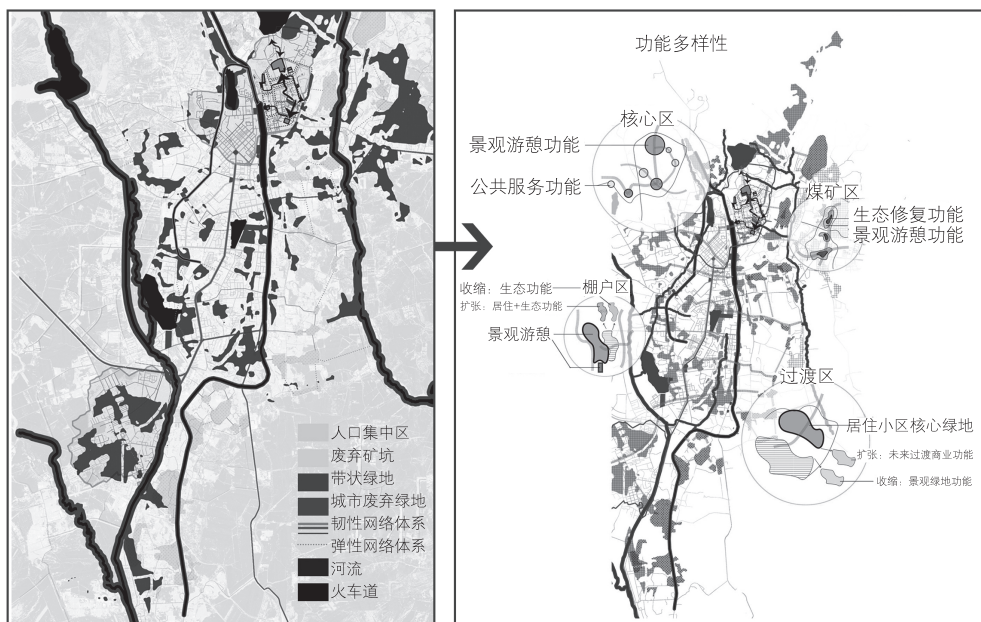 人口集中区
废弃矿坑
带状绿地
城市废弃绿地
韧性网络体系
弹性网络体系
河流
火车道
功能多样性
核心区
景观游憩功能
公共服务功能
煤矿区
生态修复功能
景观游憩功能
收缩：生态功能
棚户区
扩张：居住+生态功能
景观游憩
过渡区
居住小区核心绿地
扩张：未来过渡商业功能
收缩：景观绿地功能